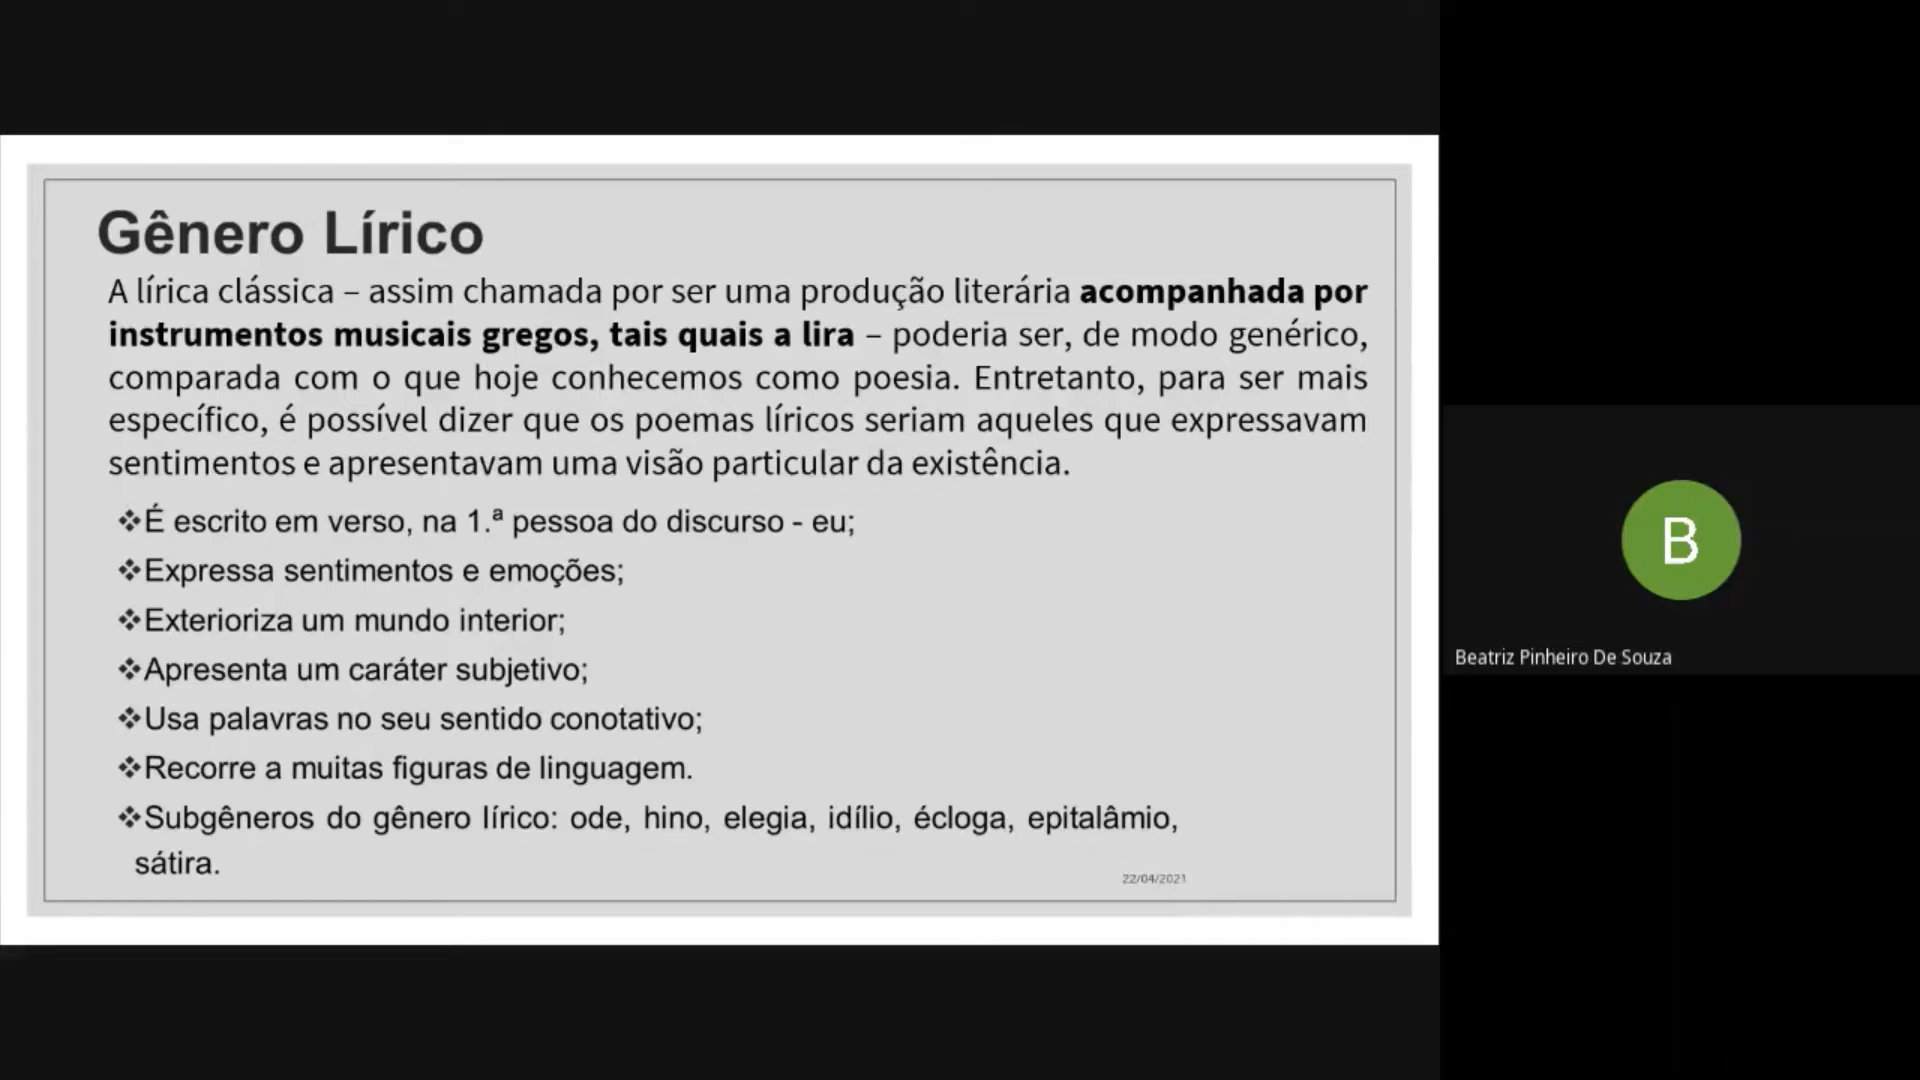 Gênero Lírico
A lírica clássica – assim chamada por ser uma produção literária acompanhada por
instrumentos musicais gregos, tais quais a lira – poderia ser, de modo genérico,
comparada com o que hoje conhecemos como poesia. Entretanto, para ser mais
específico, é possível dizer que os poemas líricos seriam aqueles que expressavam
sentimentos e apresentavam uma visão particular da existência.
❖É escrito em verso, na 1.ª pessoa do discurso - eu;
❖Expressa sentimentos e emoções;
❖Exterioriza um mundo interior;
❖Apresenta um caráter subjetivo;
❖Usa palavras no seu sentido conotativo;
❖Recorre a muitas figuras de linguagem.
❖Subgêneros do gênero lírico: ode, hino, elegia, idílio, écloga, epitalâmio,
sátira.
22/04/2021
B
Beatriz Pinheiro De Souza